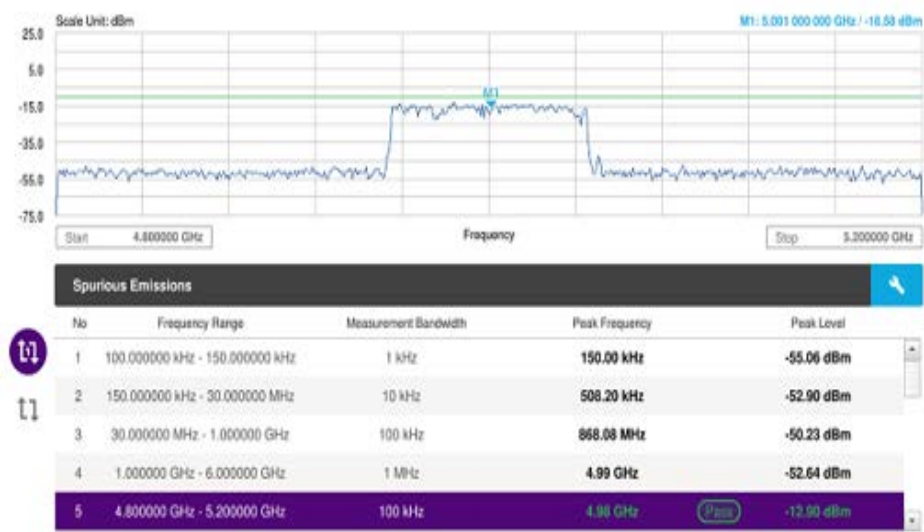 Scale Unit: dBm
M1: 5.001 000 000 GHz / -16.58 dBm
25.0
5.0
M1
-15.0
-35.0
-55.0
-75.0
Start 4.800000 GHz
Frequency
Stop 5.200000 GHz
Spurious Emissions
No Frequency Range Measurement Bandwidth Peak Frequency Peak Level
1 100.000000 kHz - 150.000000 kHz 1 kHz 150.00 kHz -55.06 dBm
2 150.000000 kHz - 30.000000 MHz 10 kHz 508.20 kHz -52.90 dBm
3 30.000000 MHz - 1.000000 GHz 100 kHz 868.08 MHz -50.23 dBm
4 1.000000 GHz - 6.000000 GHz 1 MHz 4.99 GHz -52.64 dBm
5 4.800000 GHz - 5.200000 GHz 100 kHz 4.98 GHz Pass -12.90 dBm